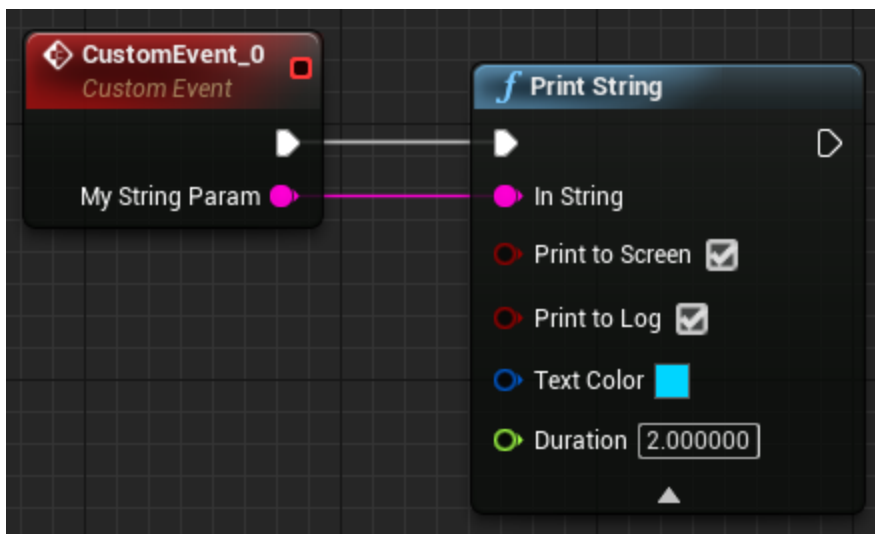 CustomEvent_0
Custom Event
My String Param
Print String
In String
Print to Screen
Print to Log
Text Color
Duration 2.000000